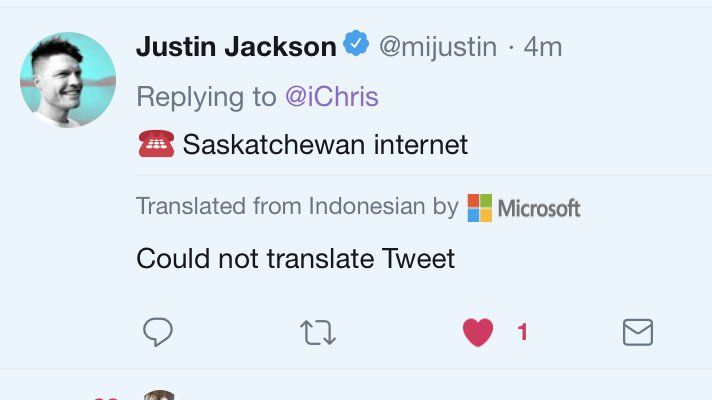 Justin Jackson @mijustin · 4m
Replying to @iChris
☎️ Saskatchewan internet
Translated from Indonesian by Microsoft
Could not translate Tweet
1